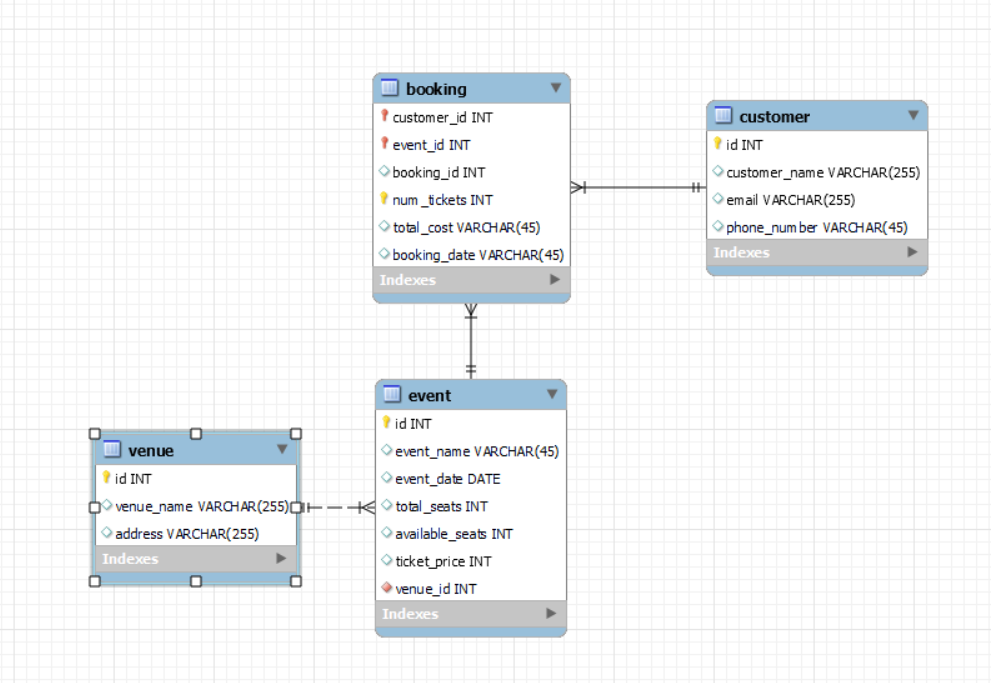 booking
customer_id INT
event_id INT
booking_id INT
num_tickets INT
total_cost VARCHAR(45)
booking_date VARCHAR(45)
Indexes
customer
id INT
customer_name VARCHAR(255)
email VARCHAR(255)
phone_number VARCHAR(45)
Indexes
event
id INT
event_name VARCHAR(45)
event_date DATE
total_seats INT
available_seats INT
ticket_price INT
venue_id INT
Indexes
venue
id INT
venue_name VARCHAR(255)
address VARCHAR(255)
Indexes